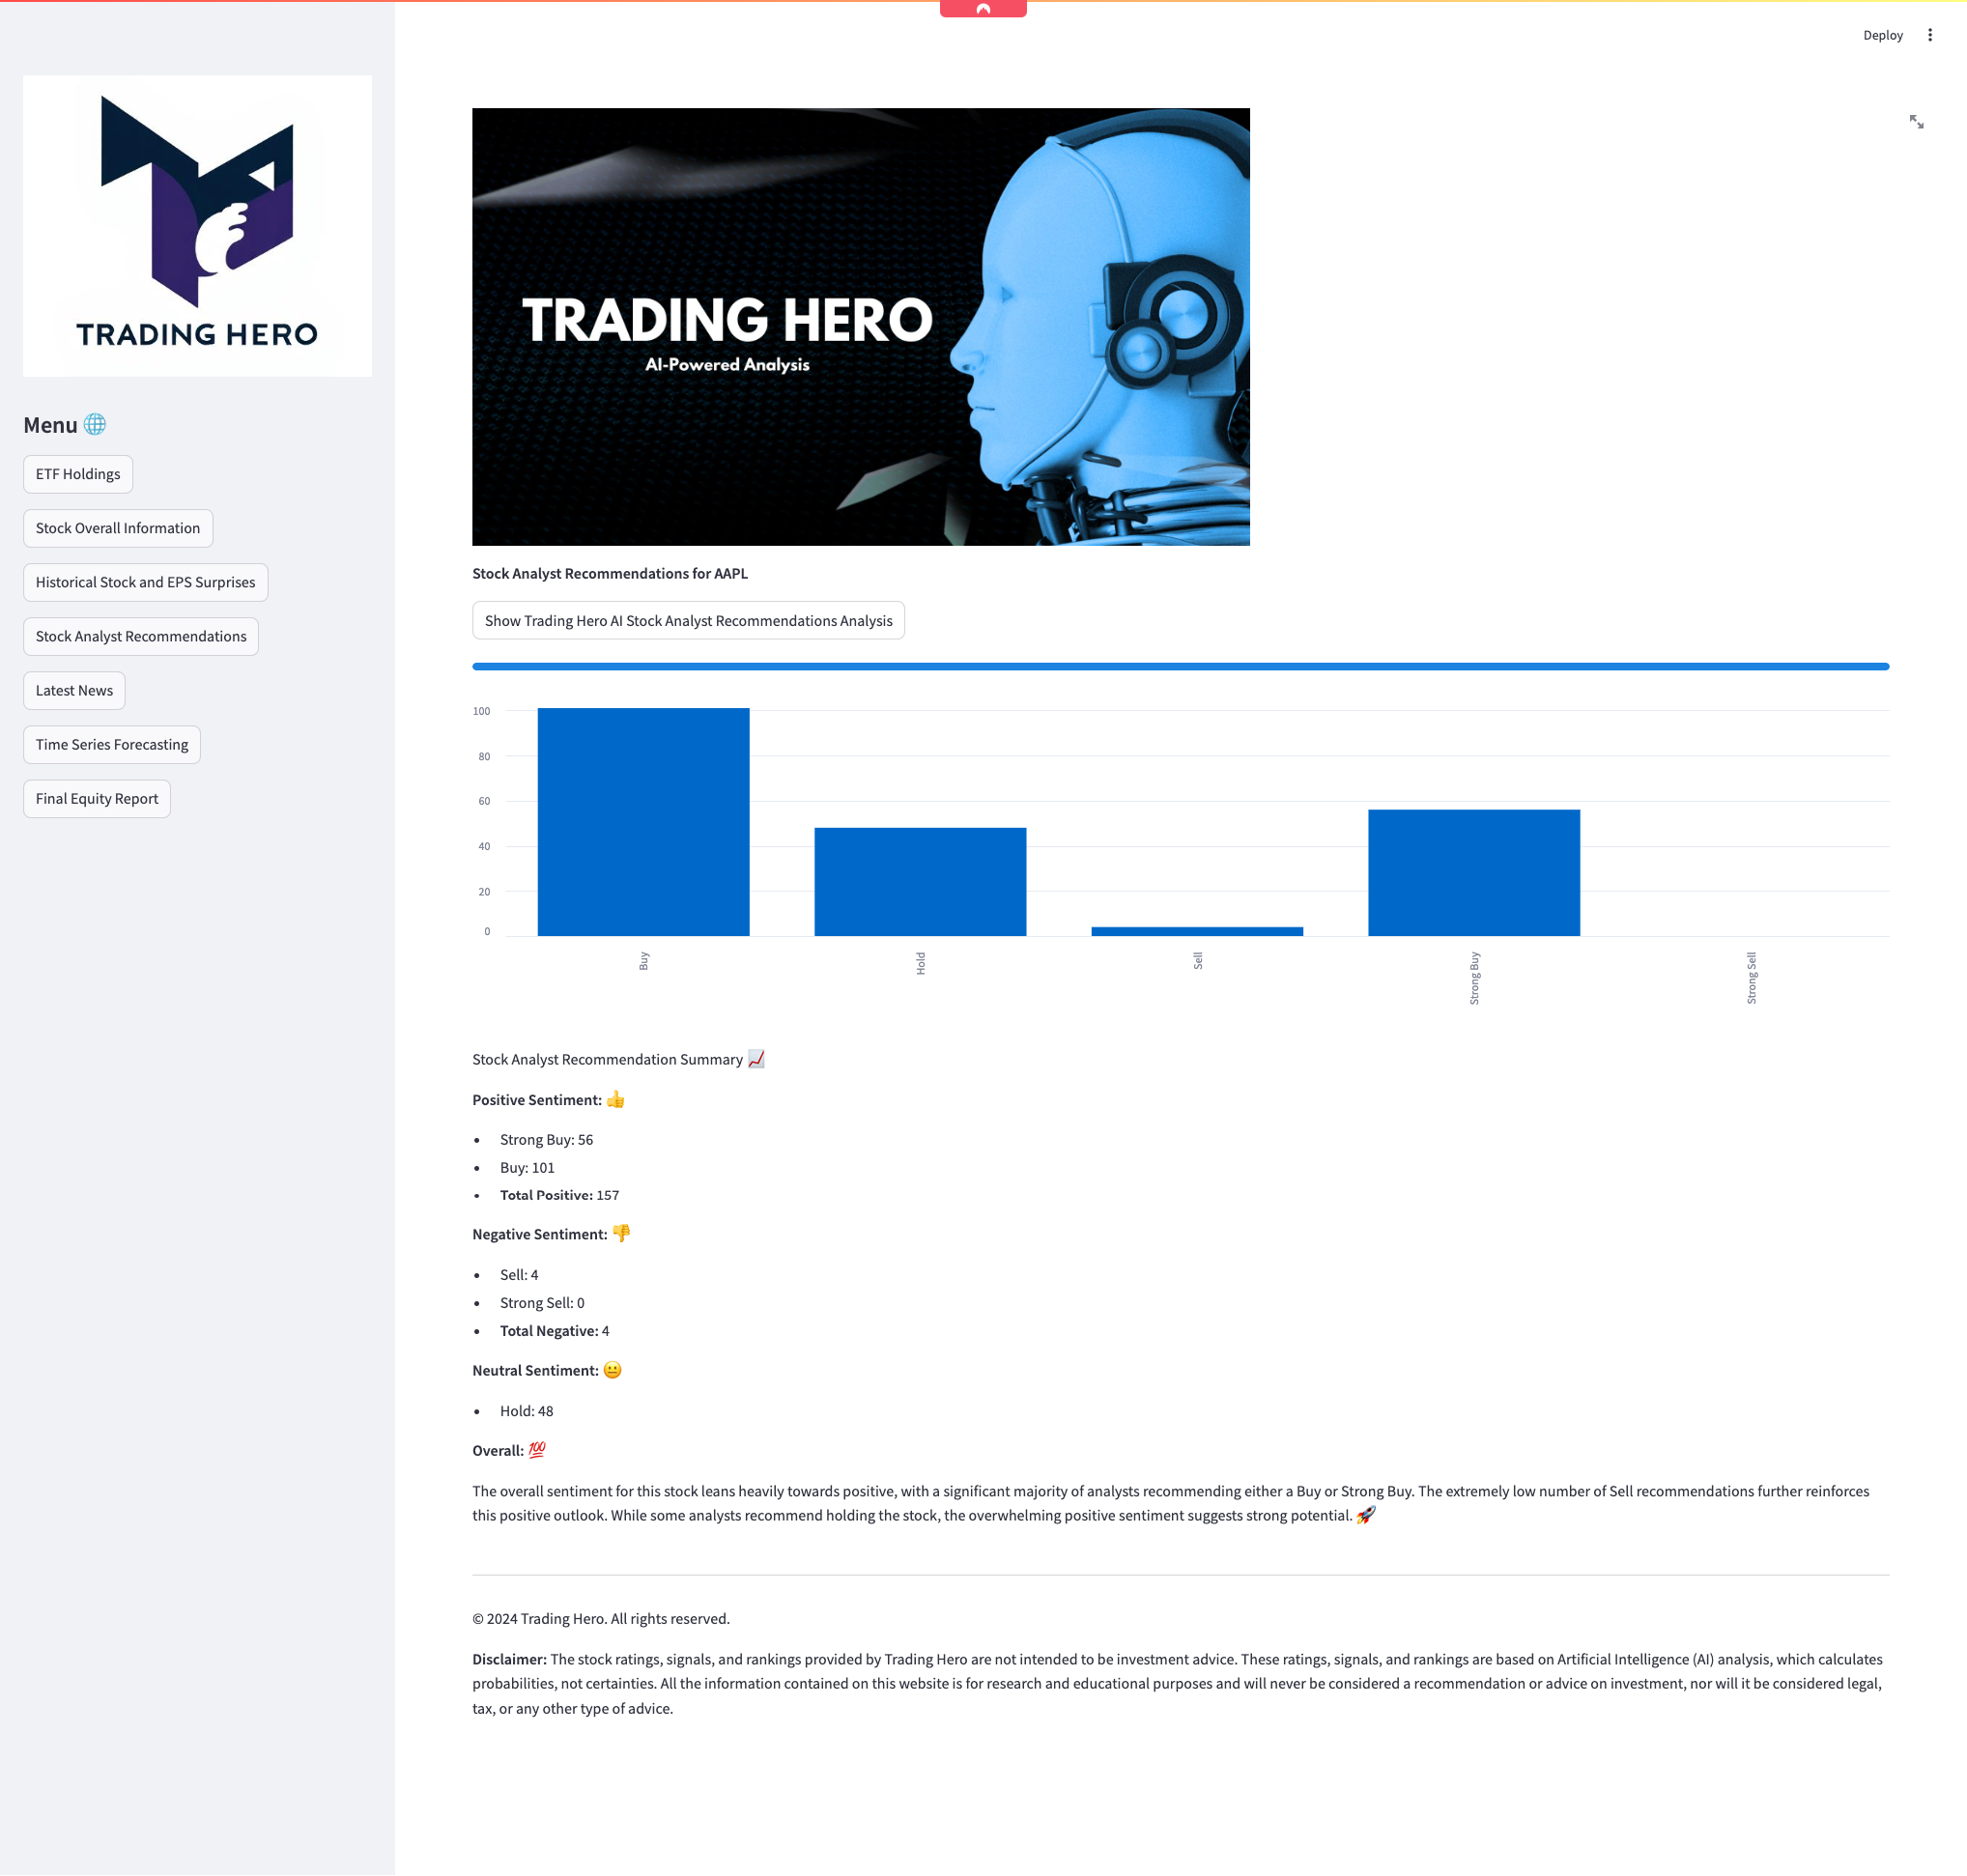 Deploy
TRADING HERO
Menu
ETF Holdings
Stock Overall Information
Historical Stock and EPS Surprises
Stock Analyst Recommendations
Latest News
Time Series Forecasting
Final Equity Report
TRADING HERO
AI-Powered Analysis
Stock Analyst Recommendations for AAPL
Show Trading Hero AI Stock Analyst Recommendations Analysis
100
80
60
40
20
0
Buy
Hold
Sell
Strong Buy
Strong Sell
Stock Analyst Recommendation Summary 📈
Positive Sentiment: 👍
• Strong Buy: 56
• Buy: 101
• Total Positive: 157
Negative Sentiment: 👎
• Sell: 4
• Strong Sell: 0
• Total Negative: 4
Neutral Sentiment: 😐
• Hold: 48
Overall: 💯
The overall sentiment for this stock leans heavily towards positive, with a significant majority of analysts recommending either a Buy or Strong Buy. The extremely low number of Sell recommendations further reinforces
this positive outlook. While some analysts recommend holding the stock, the overwhelming positive sentiment suggests strong potential. 🚀
© 2024 Trading Hero. All rights reserved.
Disclaimer: The stock ratings, signals, and rankings provided by Trading Hero are not intended to be investment advice. These ratings, signals, and rankings are based on Artificial Intelligence (AI) analysis, which calculates
probabilities, not certainties. All the information contained on this website is for research and educational purposes and will never be considered a recommendation or advice on investment, nor will it be considered legal,
tax, or any other type of advice.